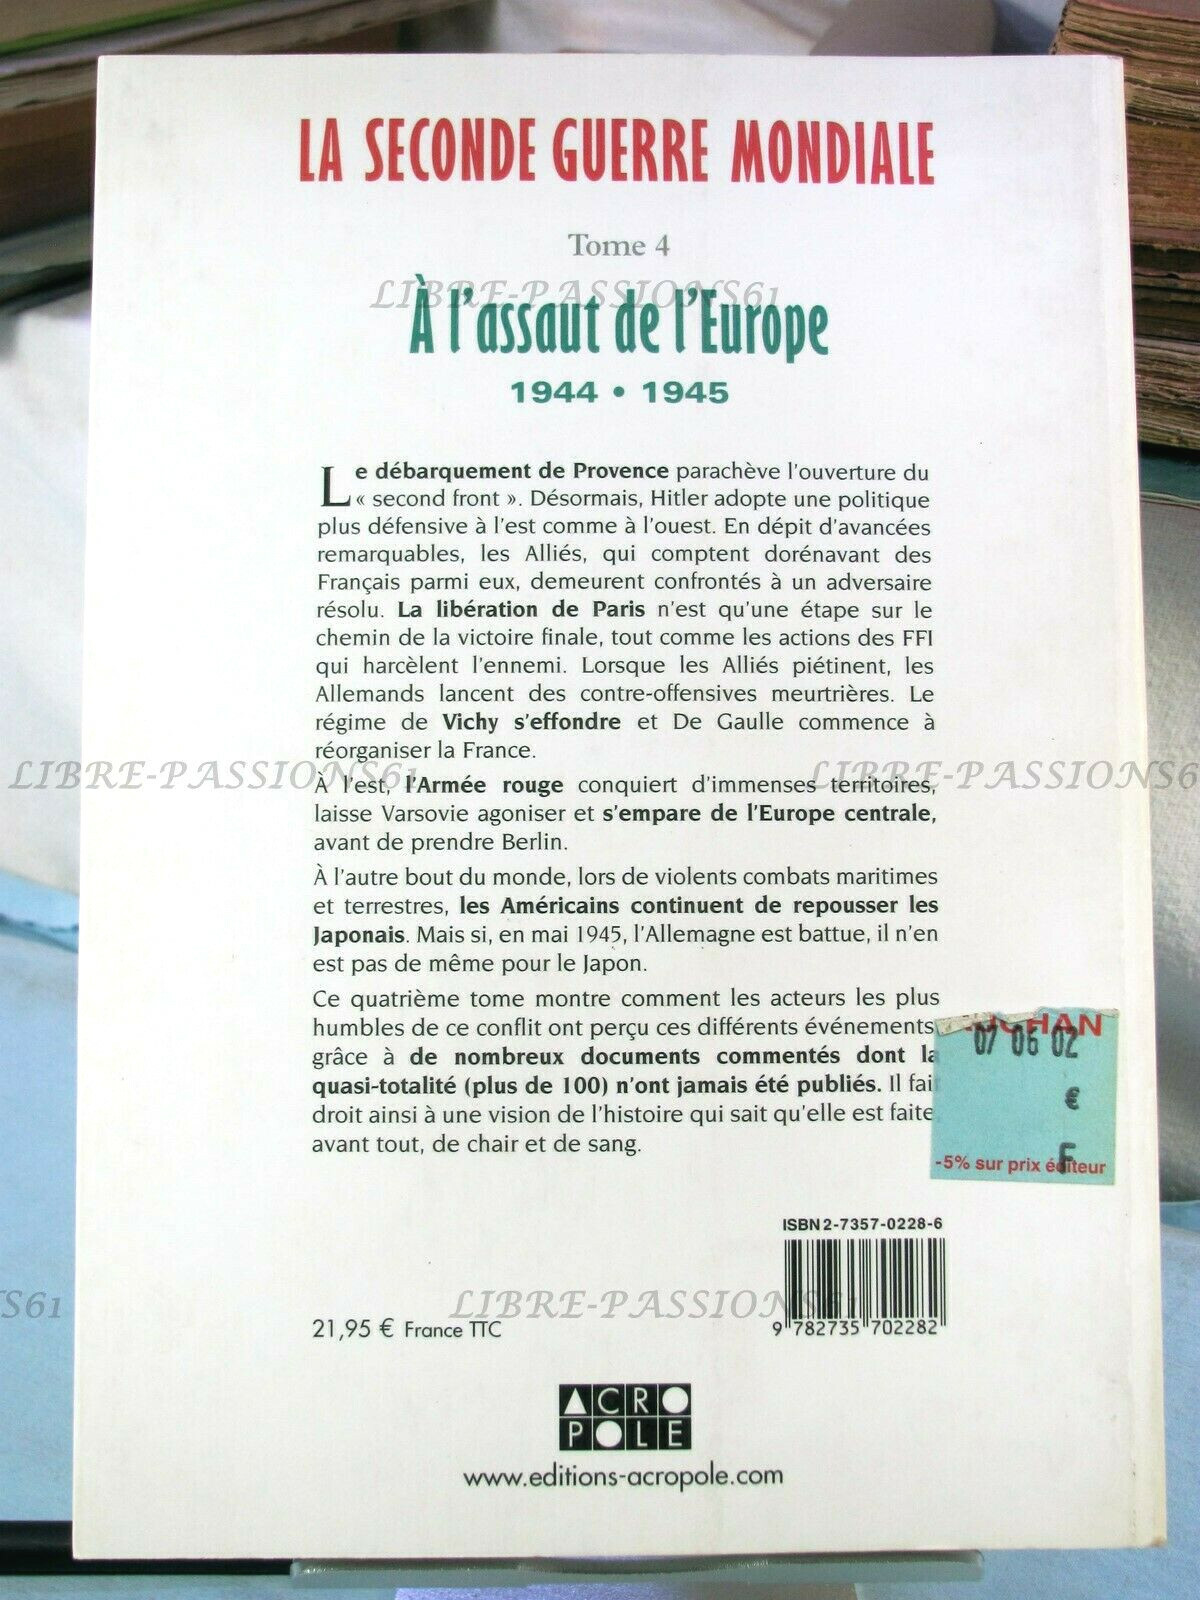 LA SECONDE GUERRE MONDIALE
Tome 4
LIBRE-PASSIONS61
À l'assaut de l'Europe
1944 • 1945
Le débarquement de Provence parachève l'ouverture du
« second front ». Désormais, Hitler adopte une politique
plus défensive à l'est comme à l'ouest. En dépit d'avancées
remarquables, les Alliés, qui comptent dorénavant des
Français parmi eux, demeurent confrontés à un adversaire
résolu. La libération de Paris n'est qu'une étape sur le
chemin de la victoire finale, tout comme les actions des FFI
qui harcèlent l'ennemi. Lorsque les Alliés piétinent, les
Allemands lancent des contre-offensives meurtrières. Le
régime de Vichy s'effondre et De Gaulle commence à
réorganiser la France.
LIBRE-PASSIONS61
LIBRE-PASSIONS6
À l'est, l'Armée rouge conquiert d'immenses territoires,
laisse Varsovie agoniser et s'empare de l'Europe centrale,
avant de prendre Berlin.
À l'autre bout du monde, lors de violents combats maritimes
et terrestres, les Américains continuent de repousser les
Japonais. Mais si, en mai 1945, l'Allemagne est battue, il n'en
est pas de même pour le Japon.
Ce quatrième tome montre comment les acteurs les plus
humbles de ce conflit ont perçu ces différents événements
grâce à de nombreux documents commentés dont la
quasi-totalité (plus de 100) n'ont jamais été publiés. Il fai
droit ainsi à une vision de l'histoire qui sait qu'elle est faite,
avant tout, de chair et de sang.
07 06 02
€
F
-5% sur prix éditeur
ISBN 2-7357-0228-6
NS61
LIBRE-PASSIONS61
21,95 € France TTC
9 782735 702282
ACRO
POLE
www.editions-acropole.com